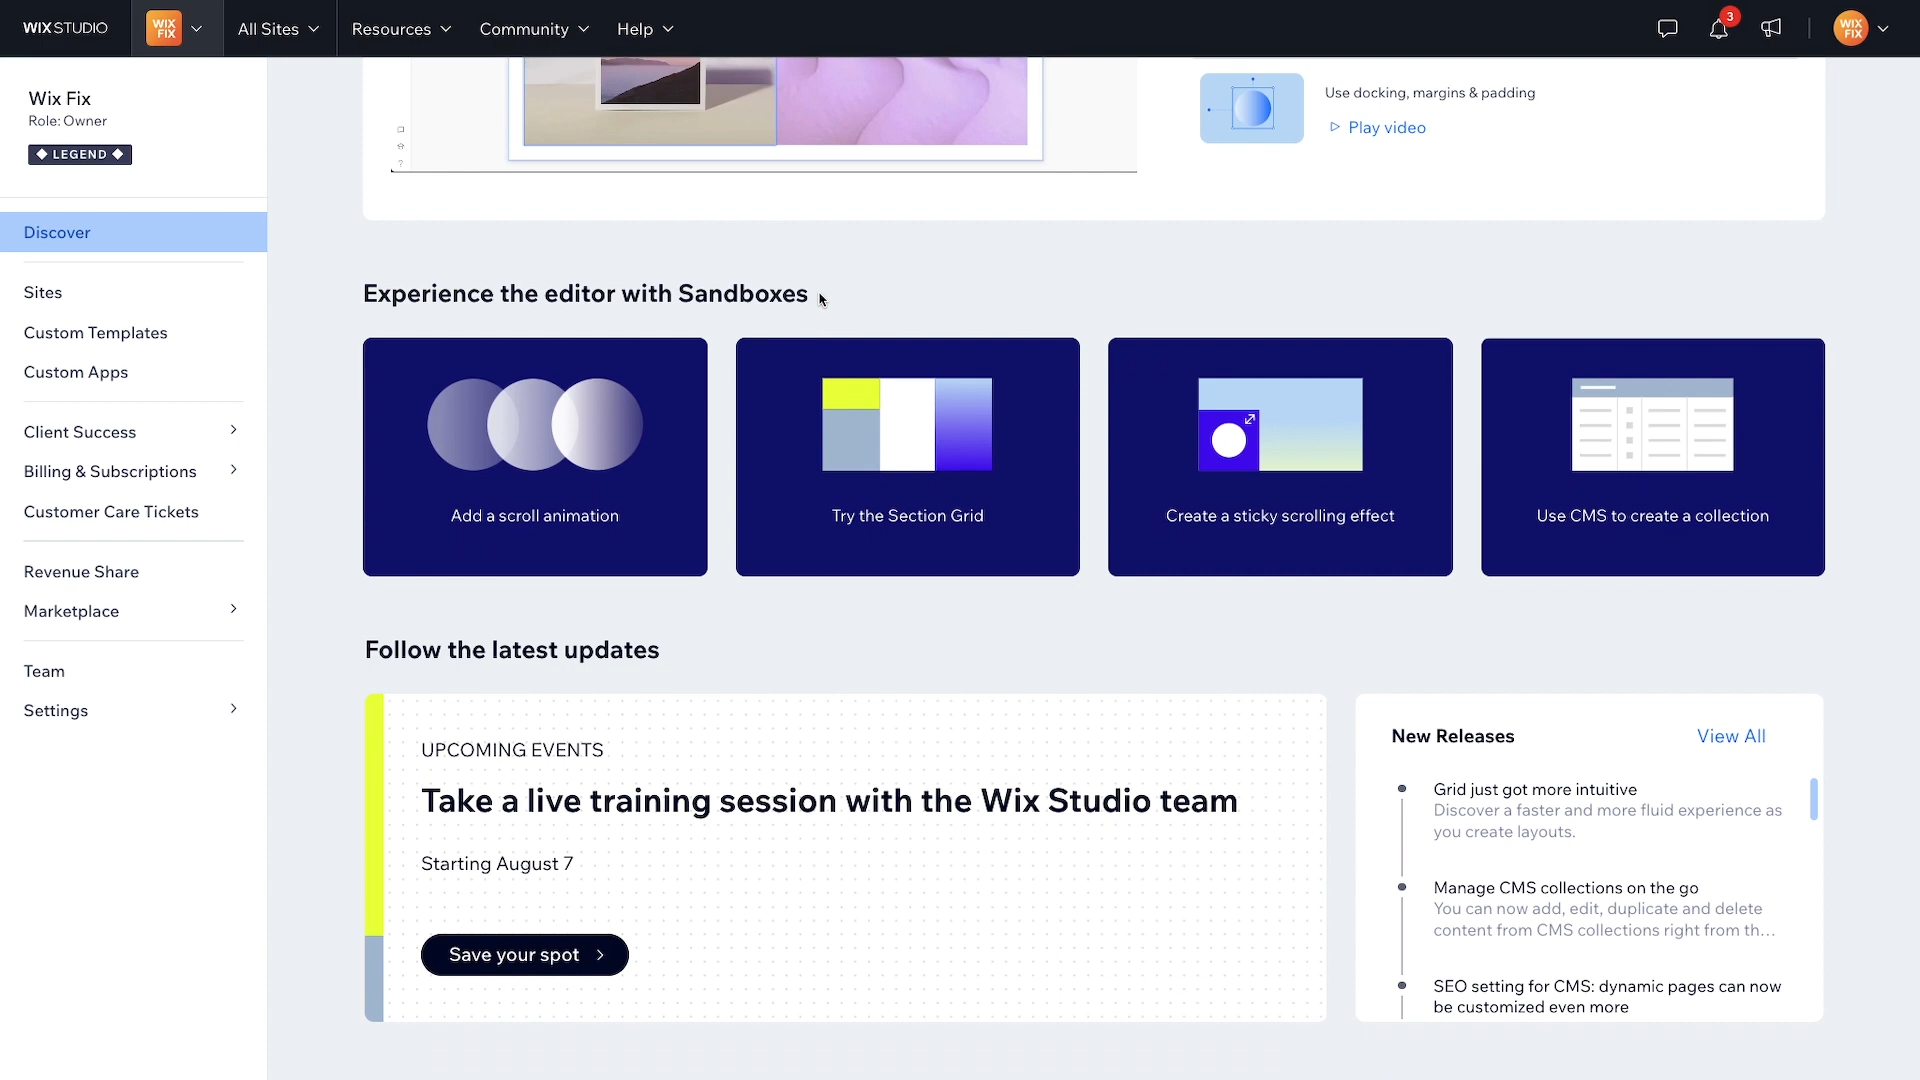 WIX STUDIO
WIX
FIX
All Sites
Resources
Community
Help
3
WIX
FIX
Wix Fix
Role: Owner
LEGEND
Discover
Sites
Custom Templates
Custom Apps
Client Success
Billing & Subscriptions
Customer Care Tickets
Revenue Share
Marketplace
Team
Settings
Use docking, margins & padding
Play video
Experience the editor with Sandboxes
Add a scroll animation
Try the Section Grid
Create a sticky scrolling effect
Use CMS to create a collection
Follow the latest updates
UPCOMING EVENTS
Take a live training session with the Wix Studio team
Starting August 7
Save your spot
New Releases
View All
Grid just got more intuitive
Discover a faster and more fluid experience as
you create layouts.
Manage CMS collections on the go
You can now add, edit, duplicate and delete
content from CMS collections right from th...
SEO setting for CMS: dynamic pages can now
be customized even more